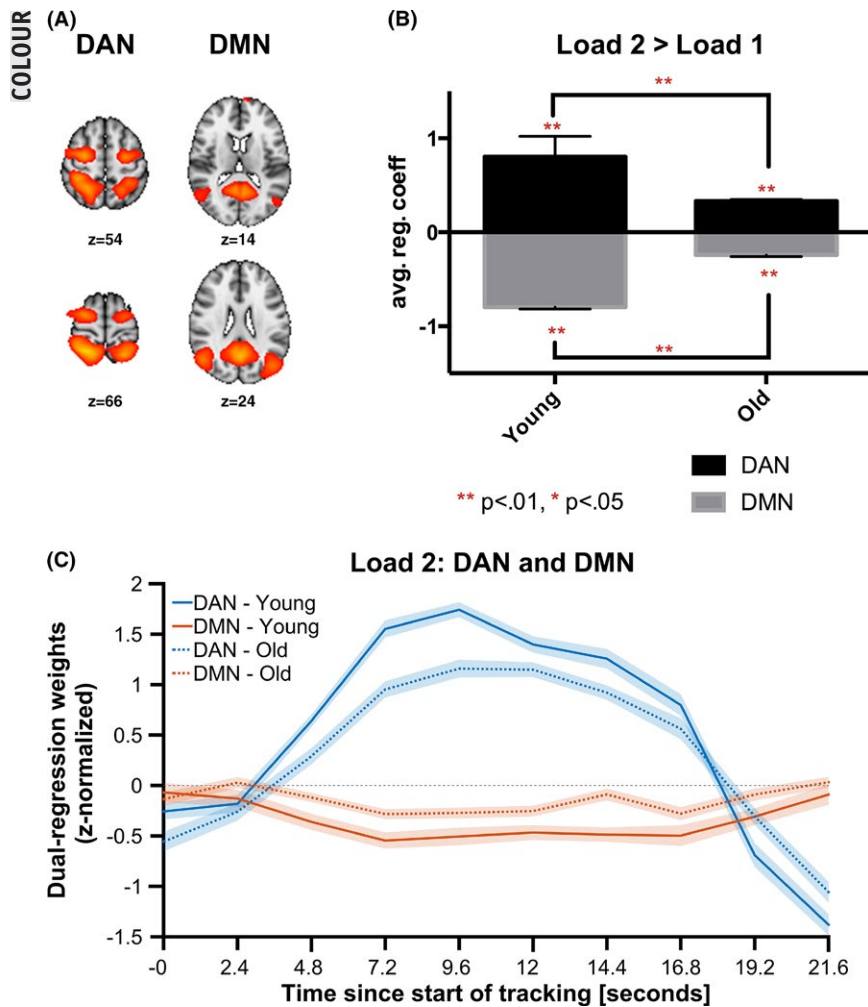 COLOUR
(A)
DAN DMN
z=54 z=14
z=66 z=24
(B)
Load 2 > Load 1
**
1
**
**
0
avg. reg. coeff
**
-1
**
**
Young Old
DAN
** p<.01, * p<.05
DMN
(C)
Load 2: DAN and DMN
2
DAN - Young
DMN - Young
1.5
DAN - Old
DMN - Old
1
0.5
0
-0.5
-1
-1.5
Dual-regression weights
(z-normalized)
-0 2.4 4.8 7.2 9.6 12 14.4 16.8 19.2 21.6
Time since start of tracking [seconds]